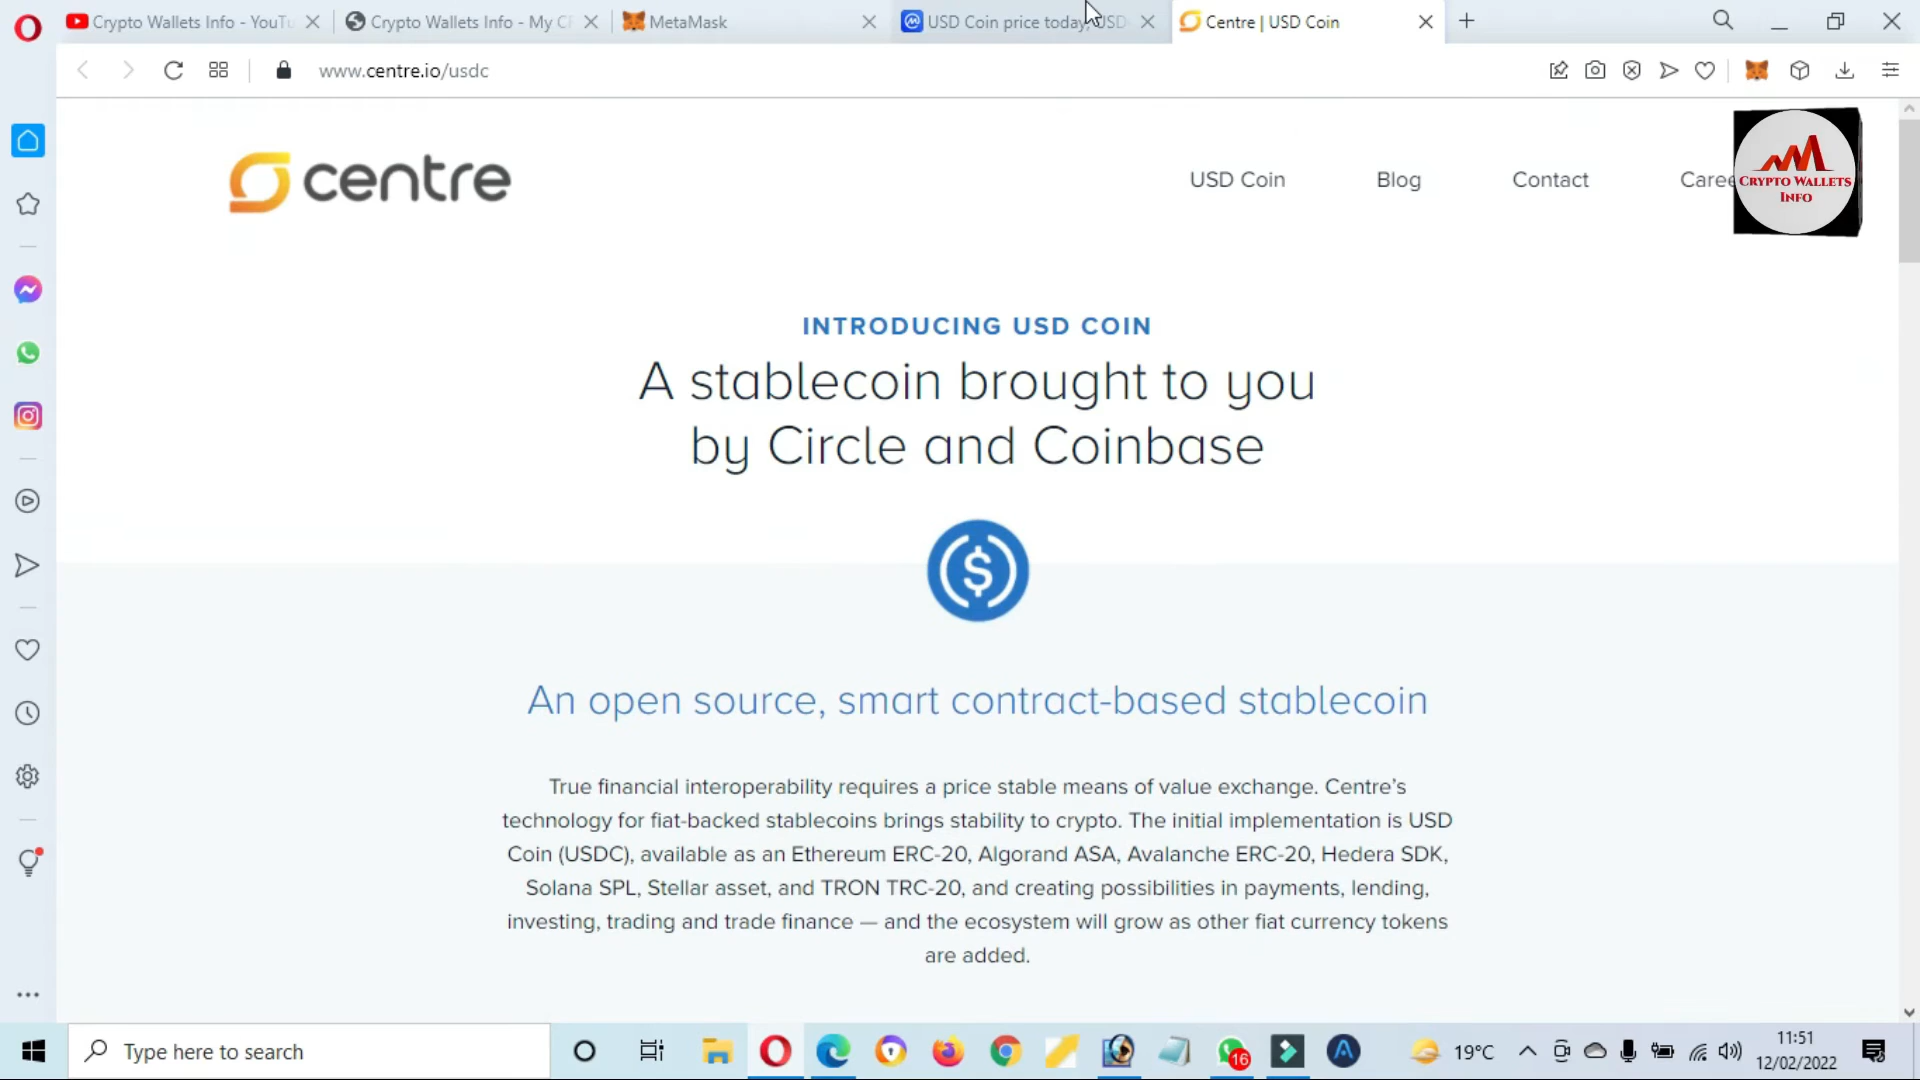 Crypto Wallets Info - YouTu
Crypto Wallets Info - My C
MetaMask
USD Coin price today, USD
Centre | USD Coin
www.centre.io/usdc
centre
USD Coin
Blog
Contact
Caree
CRYPTO WALLETS
INFO
INTRODUCING USD COIN
A stablecoin brought to you
by Circle and Coinbase
An open source, smart contract-based stablecoin
True financial interoperability requires a price stable means of value exchange. Centre's
technology for fiat-backed stablecoins brings stability to crypto. The initial implementation is USD
Coin (USDC), available as an Ethereum ERC-20, Algorand ASA, Avalanche ERC-20, Hedera SDK,
Solana SPL, Stellar asset, and TRON TRC-20, and creating possibilities in payments, lending,
investing, trading and trade finance — and the ecosystem will grow as other fiat currency tokens
are added.
Type here to search
16
19°C
11:51
12/02/2022